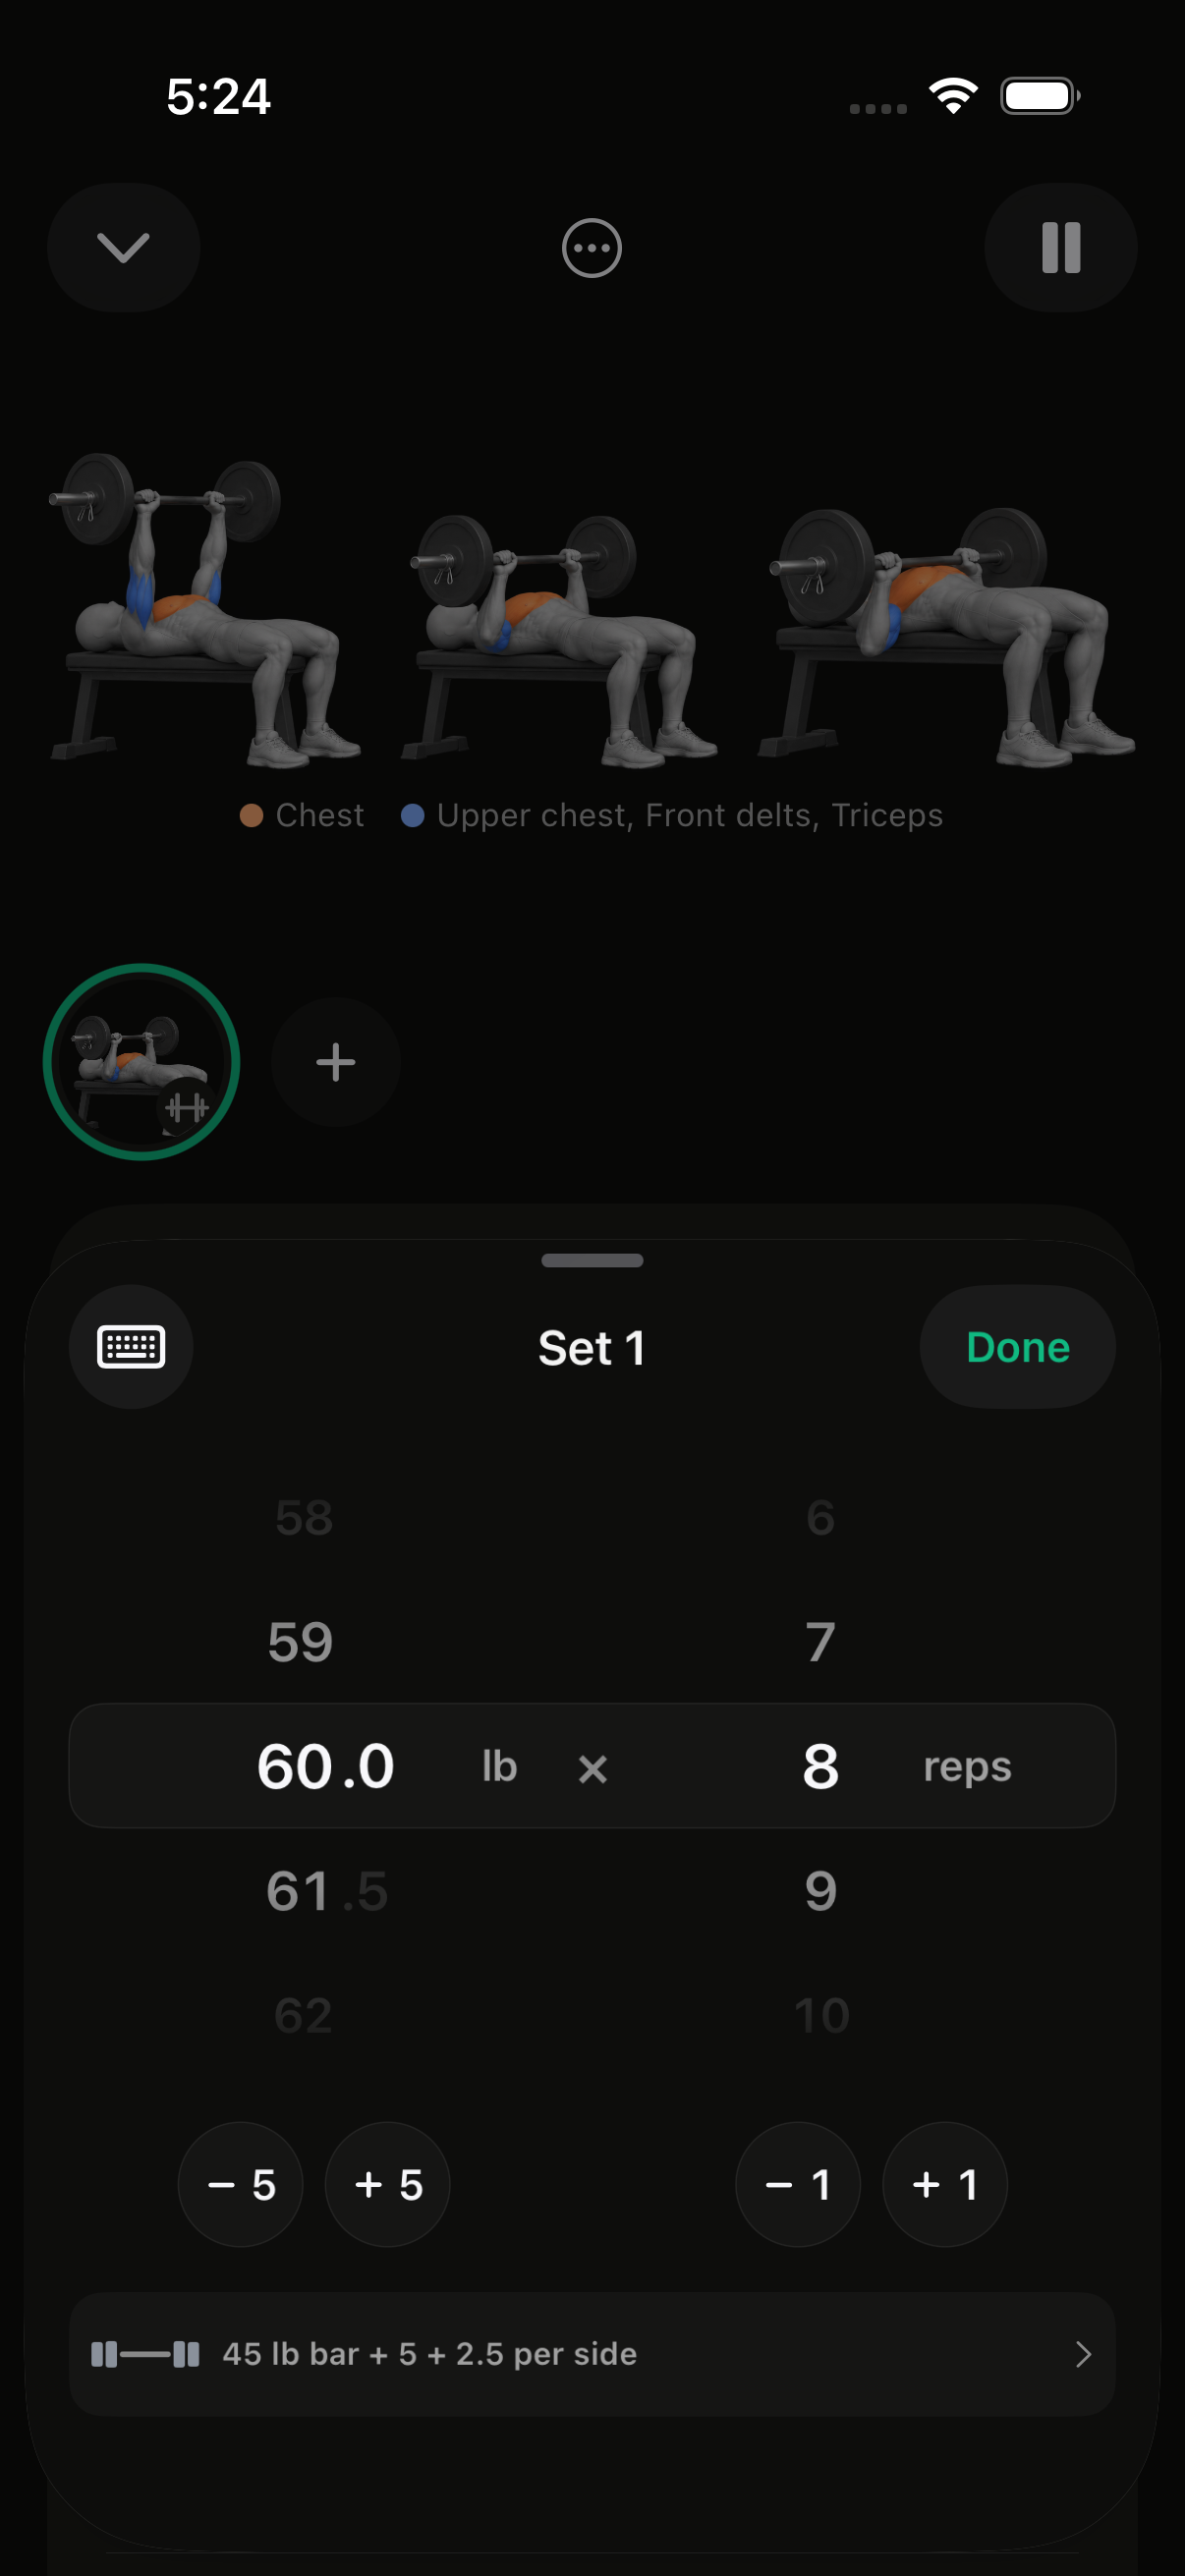 5:24
Chest Upper chest, Front delts, Triceps
Set 1 Done
58 6
59 7
60.0 lb × 8 reps
61.5 9
62 10
− 5 + 5 − 1 + 1
45 lb bar + 5 + 2.5 per side